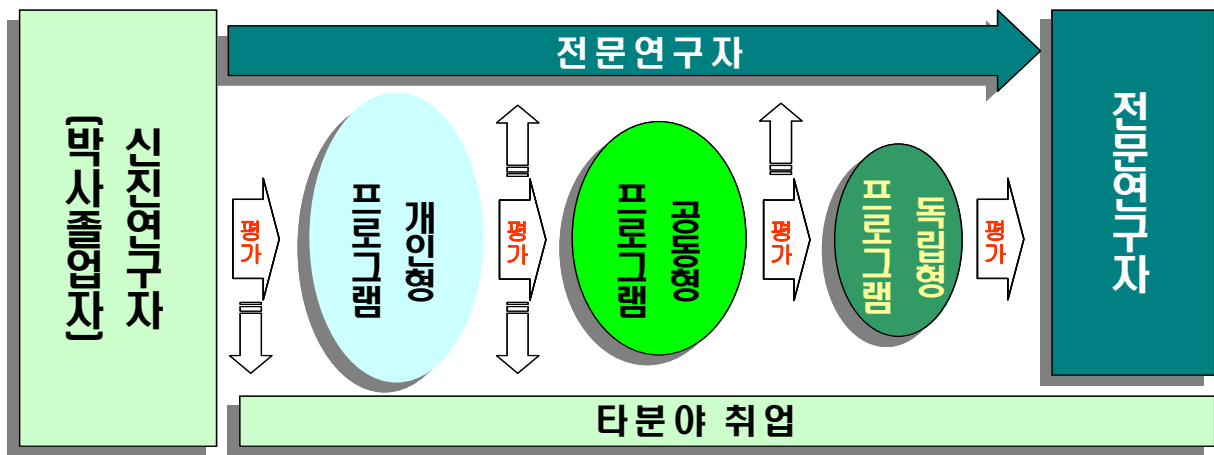 전문연구자
신진연구자
(박사졸업자)
평가
개인형
프로그램
평가
공동형
프로그램
평가
독립형
프로그램
평가
전문연구자
타분야 취업